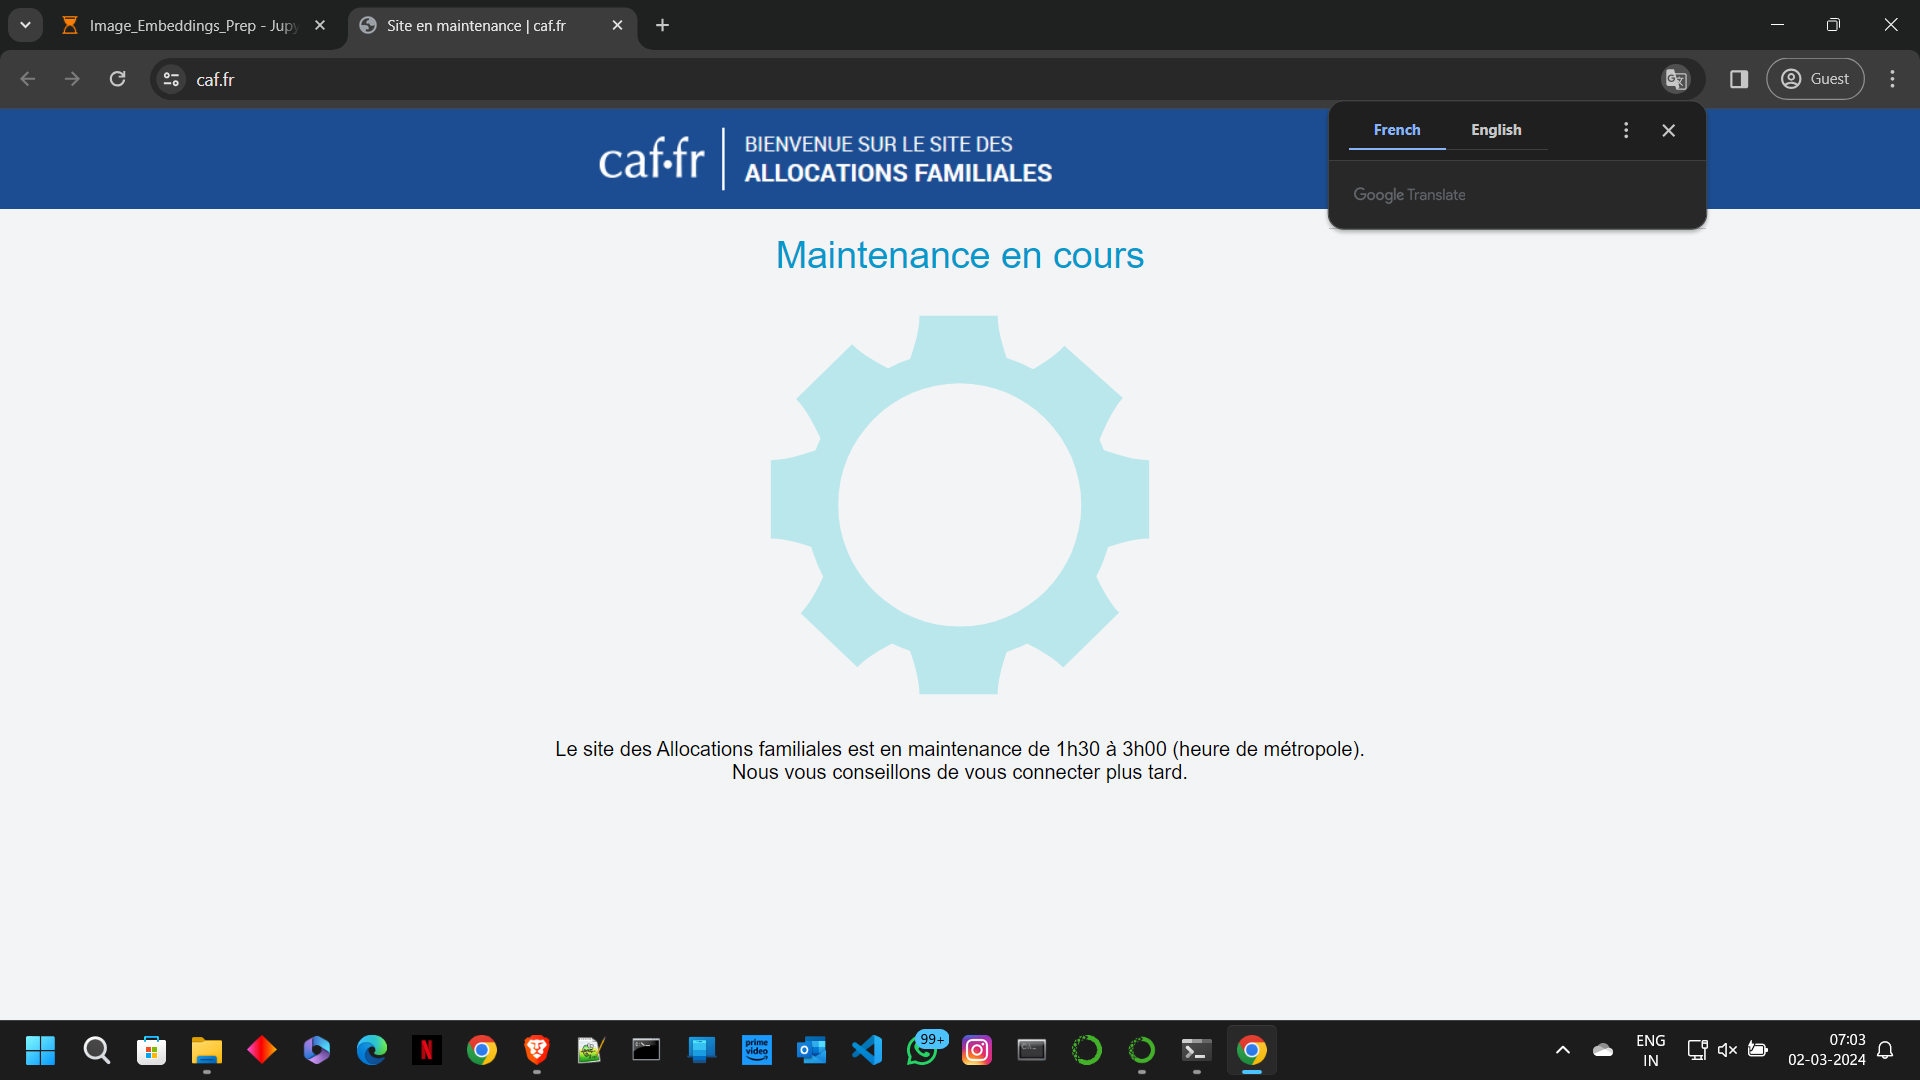 Image_Embeddings_Prep - Jupy
Site en maintenance | caf.fr
caf.fr
Guest
French
English
Google Translate
caf.fr
BIENVENUE SUR LE SITE DES
ALLOCATIONS FAMILIALES
Maintenance en cours
Le site des Allocations familiales est en maintenance de 1h30 à 3h00 (heure de métropole).
Nous vous conseillons de vous connecter plus tard.
N
prime
video
99+
ENG
IN
07:03
02-03-2024